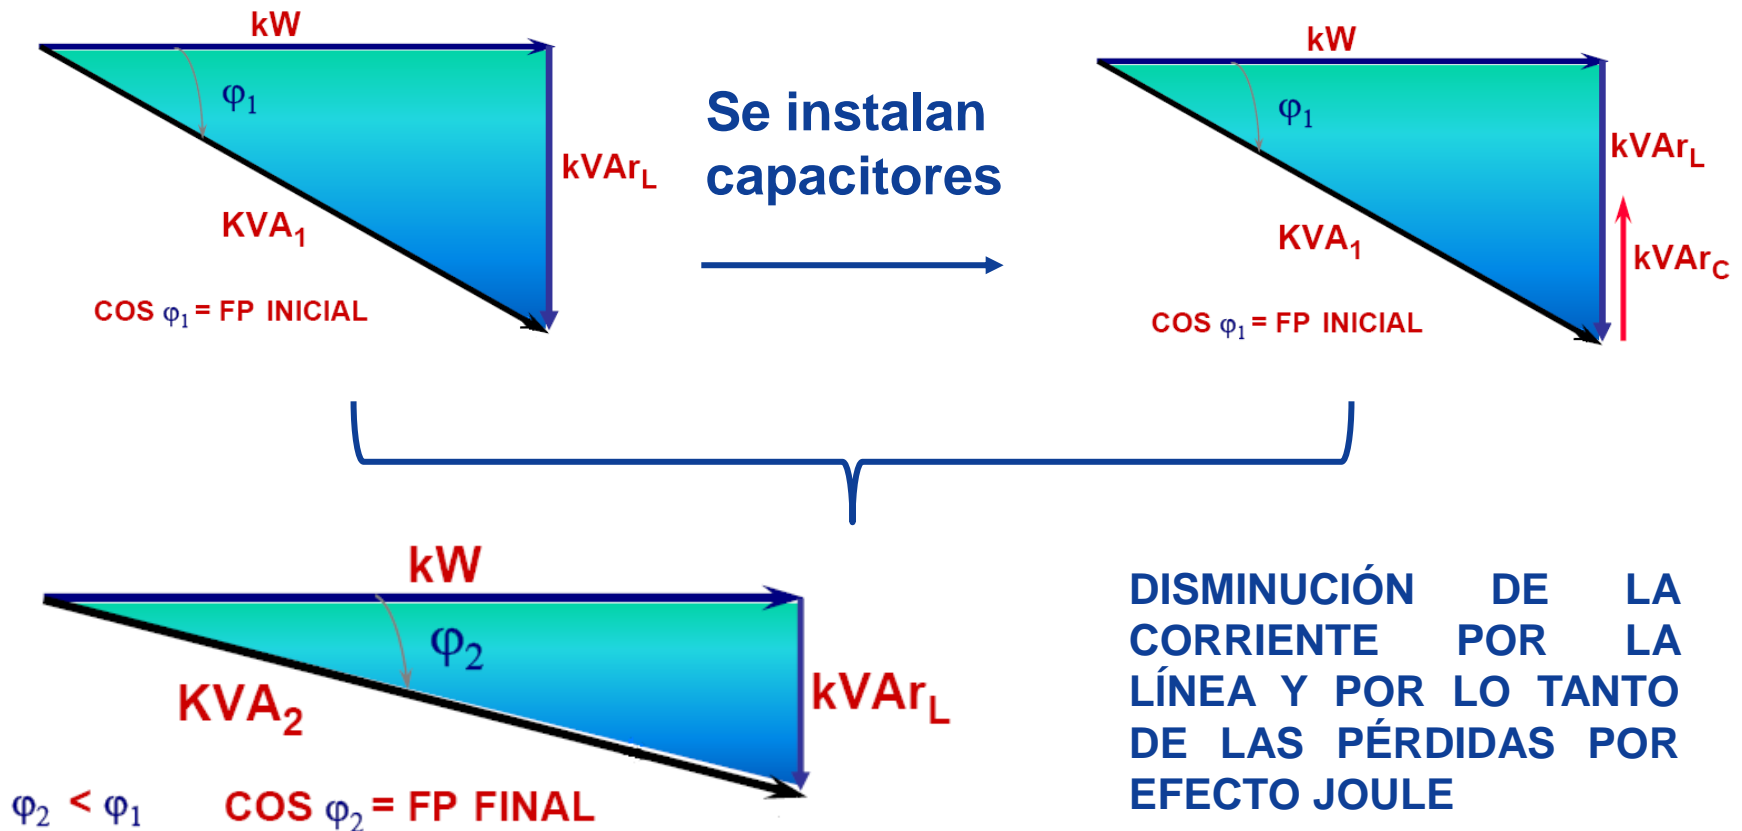 kW
φ1
kVArL
KVA1
COS φ1 = FP INICIAL
Se instalan
capacitores
kW
φ1
kVArL
kVArC
KVA1
COS φ1 = FP INICIAL
kW
φ2
kVArL
KVA2
φ2 < φ1
COS φ2 = FP FINAL
DISMINUCIÓN DE LA
CORRIENTE POR LA
LÍNEA Y POR LO TANTO
DE LAS PÉRDIDAS POR
EFECTO JOULE